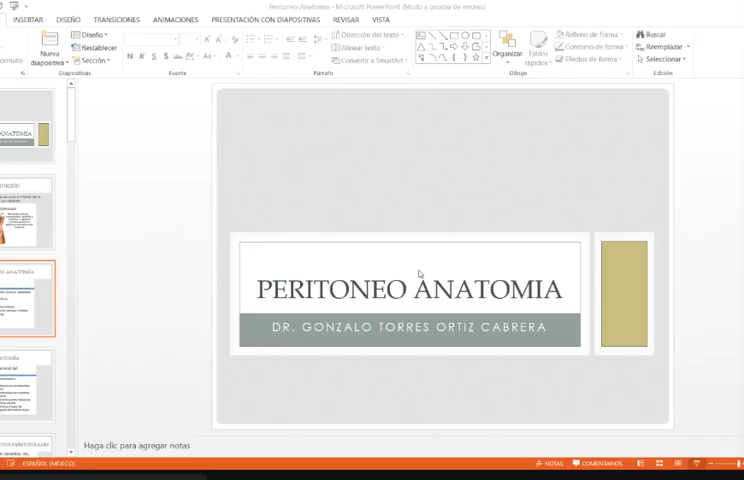 Peritoneo Anatomia - Microsoft PowerPoint (Modo a prueba de errores)
INSERTAR DISEÑO TRANSICIONES ANIMACIONES PRESENTACIÓN CON DIAPOSITIVAS REVISAR VISTA
Nueva
diapositiva
Diseño
Restablecer
Sección
Diapositivas
N K S S
Fuente
Dirección del texto
Alinear texto
Convertir a SmartArt
Párrafo
Organizar
Estilos
rápidos
Relleno de forma
Contorno de forma
Efectos de forma
Dibujo
Buscar
Reemplazar
Seleccionar
Edición
PERITONEO ANATOMIA
DR. GONZALO TORRES ORTIZ CABRERA
Haga clic para agregar notas
ESPAÑOL (MÉXICO)
NOTAS
COMENTARIOS